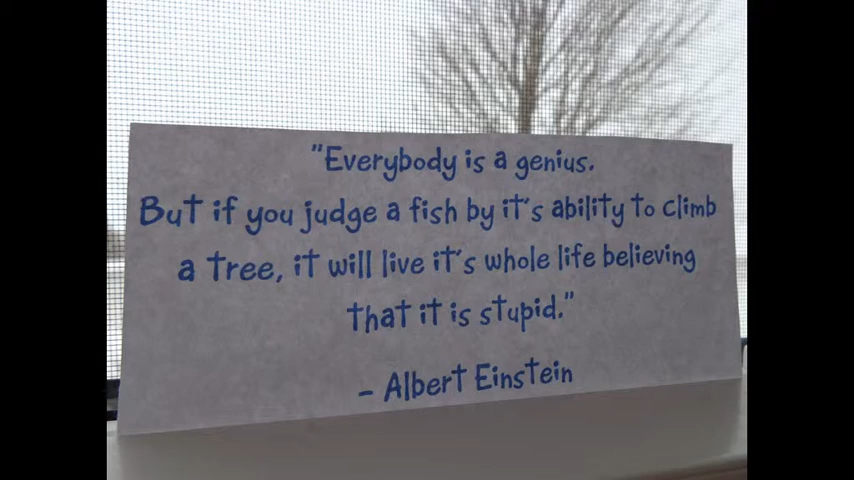 "Everybody is a genius.
But if you judge a fish by it's ability to climb
a tree, it will live it's whole life believing
that it is stupid."
- Albert Einstein